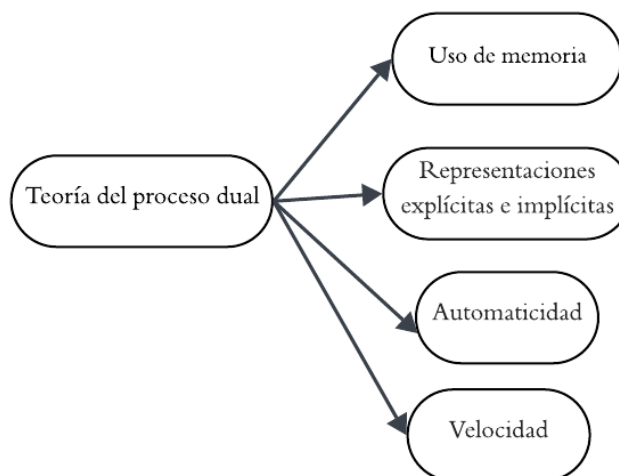 Uso de memoria
Teoría del proceso dual
Representaciones
explícitas e implícitas
Automaticidad
Velocidad